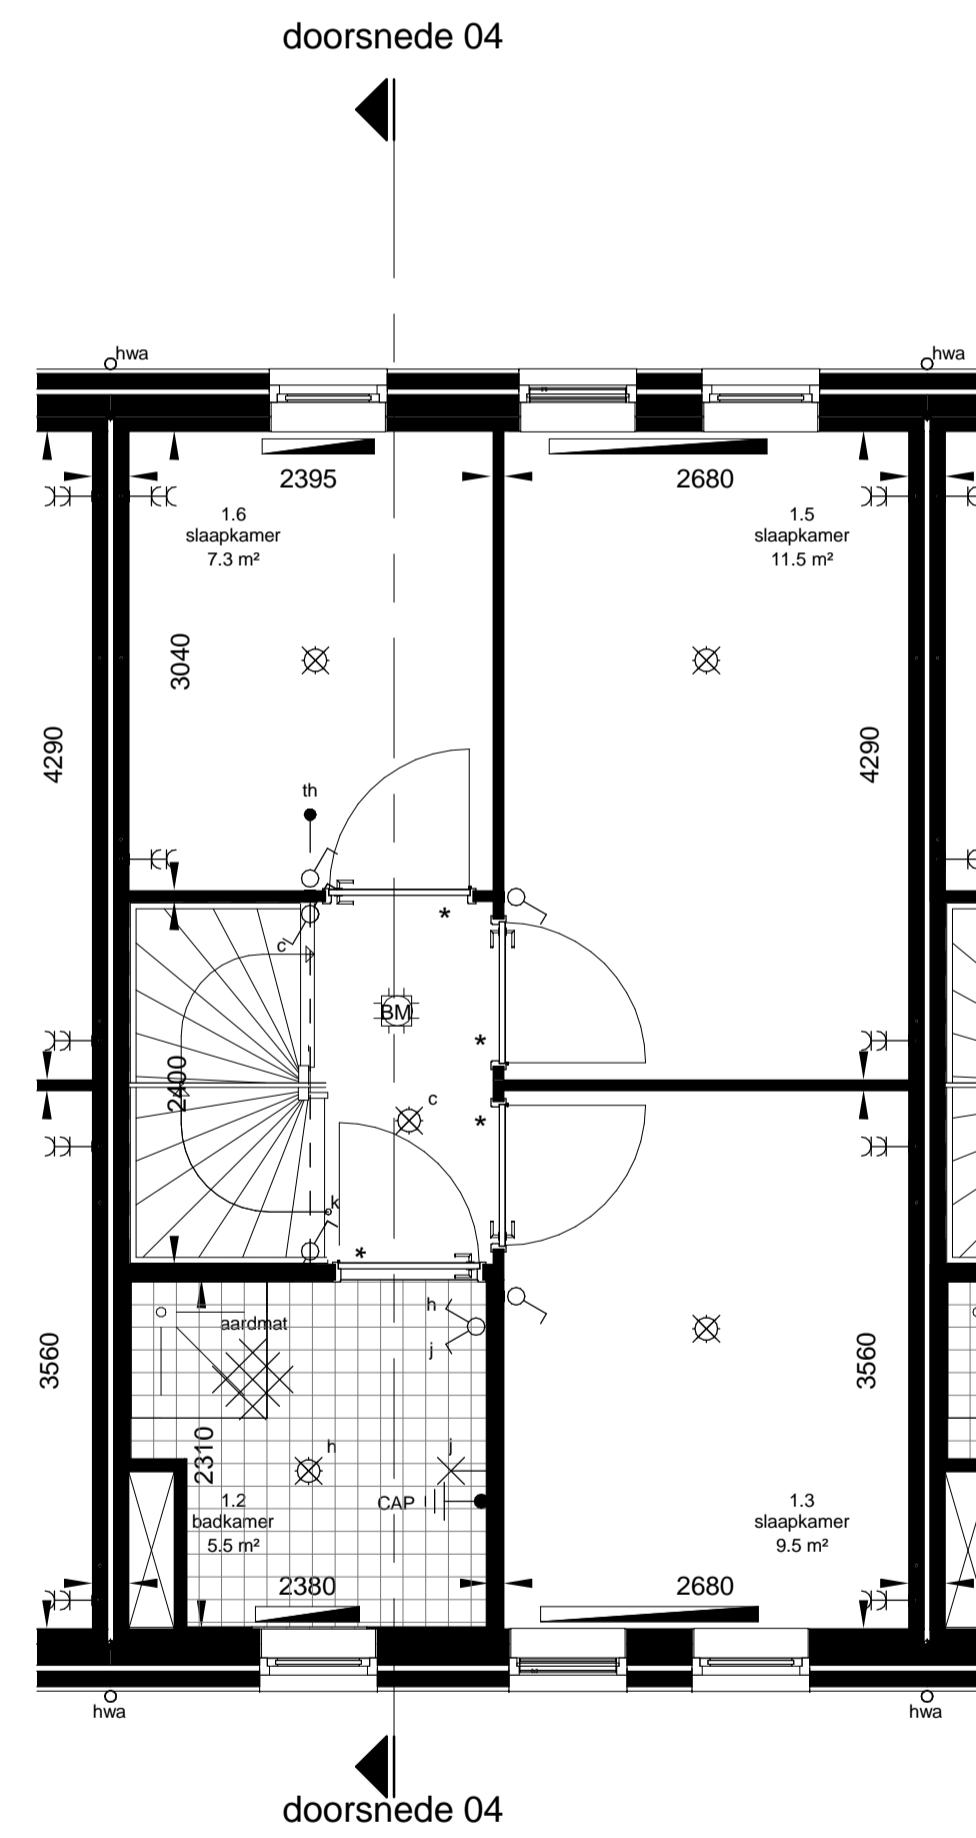 doorsnede 04
hwa
hwa
2395
2680
1.6
slaapkamer
7.3 m²
1.5
slaapkamer
11.5 m²
3040
4290
4290
th
c
*
BM
*
2400
c
*
k
*
aardmat
h
j
3560
3560
2310
h
j
CAP
1.2
badkamer
5.5 m²
1.3
slaapkamer
9.5 m²
2380
2680
hwa
hwa
doorsnede 04